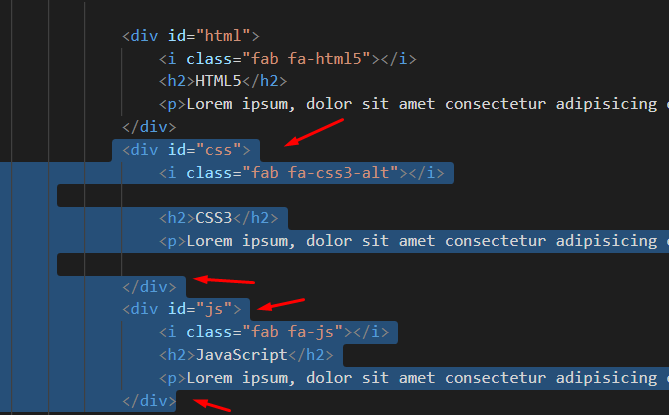 <div id="html">
<i class="fab fa-html5"></i>
<h2>HTML5</h2>
<p>Lorem ipsum, dolor sit amet consectetur adipisicing
</div>
<div id="css">
<i class="fab fa-css3-alt"></i>
<h2>CSS3</h2>
<p>Lorem ipsum, dolor sit amet consectetur adipisicing
</div>
<div id="js">
<i class="fab fa-js"></i>
<h2>JavaScript</h2>
<p>Lorem ipsum, dolor sit amet consectetur adipisicing
</div>